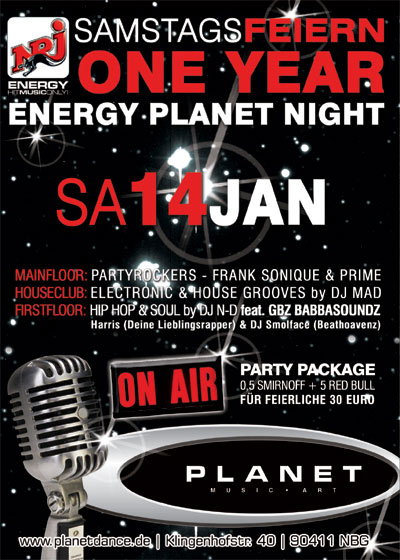 NRJ
ENERGY
HITMUSICONLY!
SAMSTAGSFEIERN
ONE YEAR
ENERGY PLANET NIGHT
SA14JAN
MAINFLOOR: PARTYROCKERS - FRANK SONIQUE & PRIME
HOUSECLUB: ELECTRONIC & HOUSE GROOVES by DJ MAD
FIRSTFLOOR: HIP HOP & SOUL by DJ N-D feat. GBZ BABBASOUNDZ
Harris (Deine Lieblingsrapper) & DJ Smolface (Beathoavenz)
ON AIR
PARTY PACKAGE
0,5 SMIRNOFF + 5 RED BULL
FÜR FEIERLICHE 30 EURO
PLANET
MUSIC • ART
www.planetdance.de | Klingenhofstr. 40 | 90411 NBG